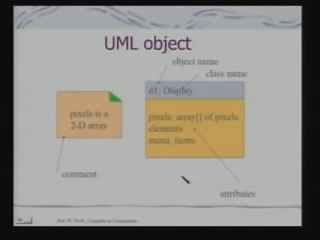 UML object
object name
class name
d1: Display
pixels is a
2-D array
pixels: array[] of pixels
elements
menu_items
comment
attributes